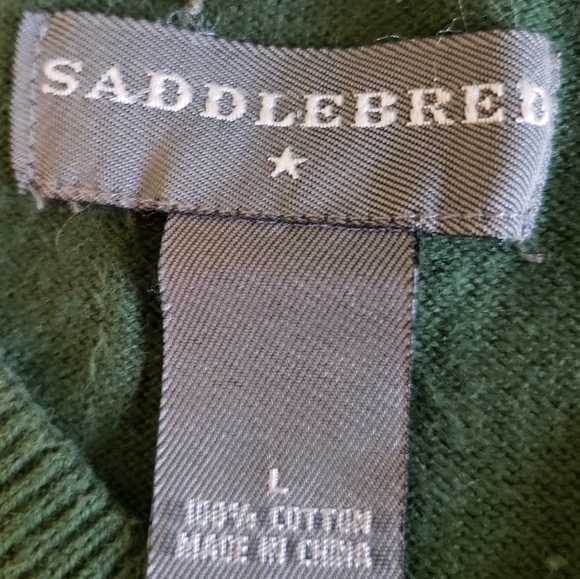 SADDLEBRED
L
100% COTTON
MADE IN CHINA